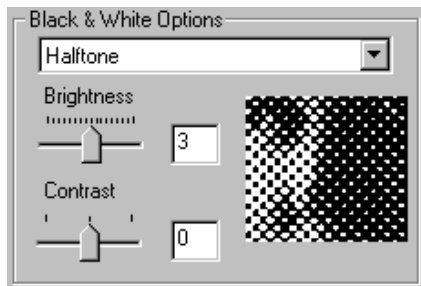 Black & White Options
Halftone
Brightness
3
Contrast
0